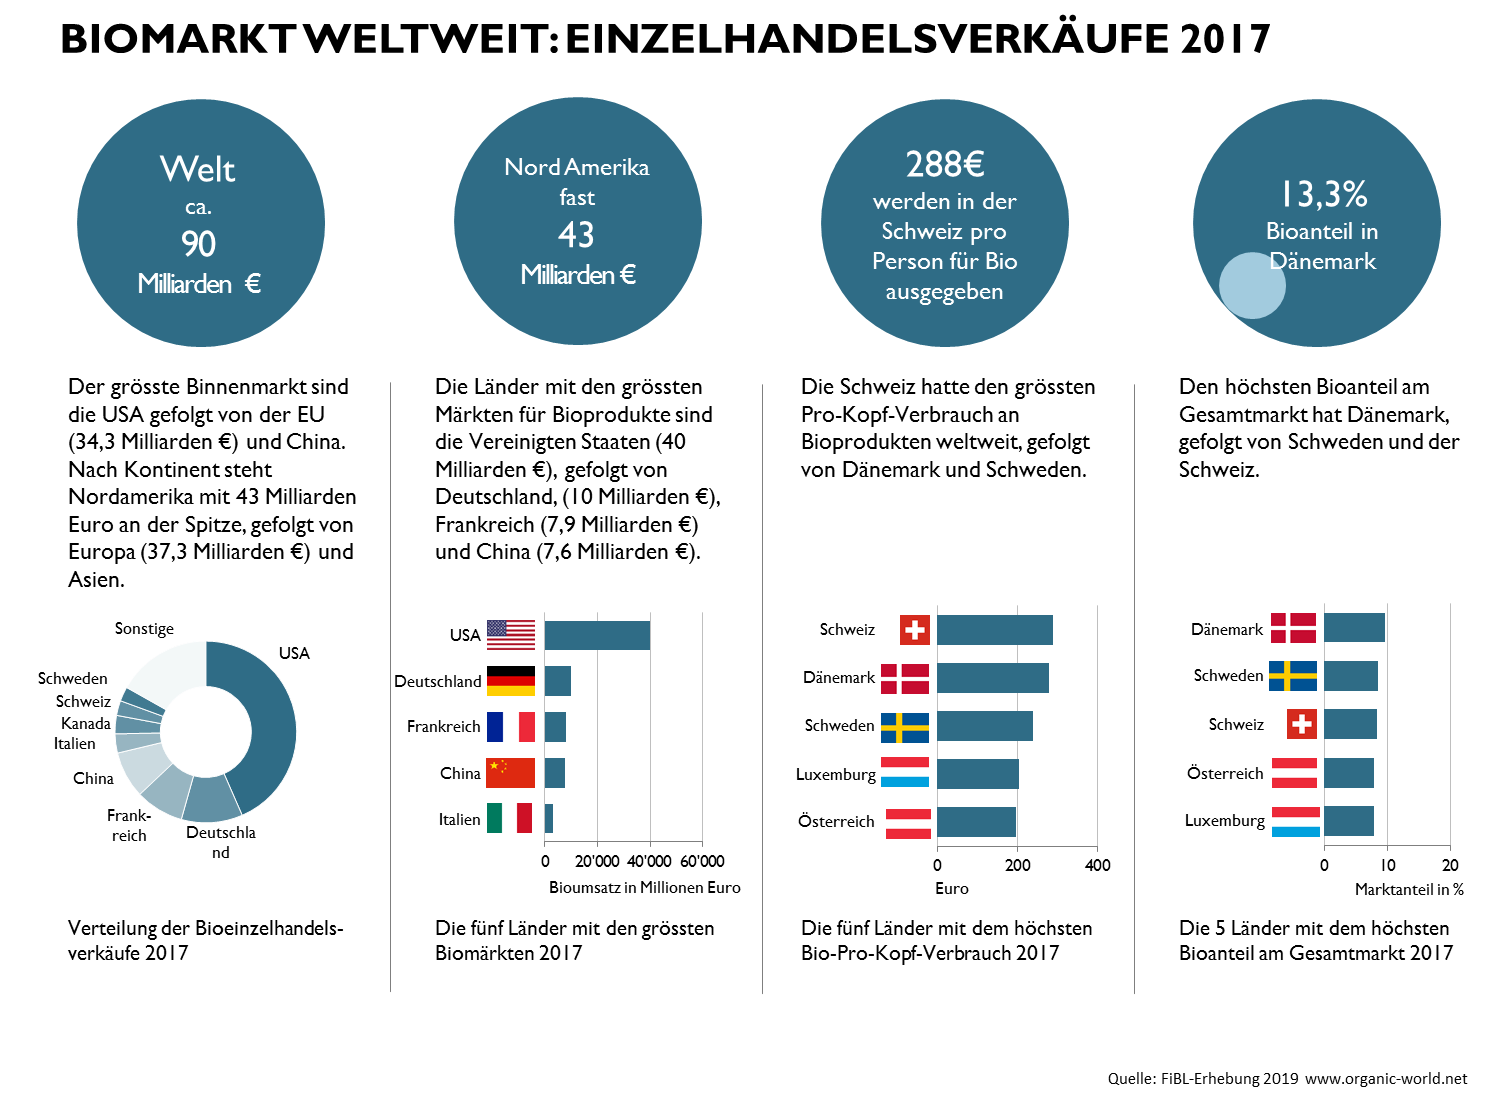 BIOMARKT WELTWEIT: EINZELHANDELSVERKÄUFE 2017
Welt
ca.
90
Milliarden €
Nord Amerika
fast
43
Milliarden €
288€
werden in der
Schweiz pro
Person für Bio
ausgegeben
13,3%
Bioanteil in
Dänemark
Der grösste Binnenmarkt sind
die USA gefolgt von der EU
(34,3 Milliarden €) und China.
Nach Kontinent steht
Nordamerika mit 43 Milliarden
Euro an der Spitze, gefolgt von
Europa (37,3 Milliarden €) und
Asien.
Die Länder mit den grössten
Märkten für Bioprodukte sind
die Vereinigten Staaten (40
Milliarden €), gefolgt von
Deutschland, (10 Milliarden €),
Frankreich (7,9 Milliarden €)
und China (7,6 Milliarden €).
Die Schweiz hatte den grössten
Pro-Kopf-Verbrauch an
Bioprodukten weltweit, gefolgt
von Dänemark und Schweden.
Den höchsten Bioanteil am
Gesamtmarkt hat Dänemark,
gefolgt von Schweden und der
Schweiz.
Sonstige
USA
Schweden
Schweiz
Kanada
Italien
China
Frank-
reich
Deutschla
nd
USA
Deutschland
Frankreich
China
Italien
0 20'000 40'000 60'000
Bioumsatz in Millionen Euro
Schweiz
Dänemark
Schweden
Luxemburg
Österreich
0 200 400
Euro
Dänemark
Schweden
Schweiz
Österreich
Luxemburg
0 10 20
Marktanteil in %
Verteilung der Bioeinzelhandels-
verkäufe 2017
Die fünf Länder mit den grössten
Biomärkten 2017
Die fünf Länder mit dem höchsten
Bio-Pro-Kopf-Verbrauch 2017
Die 5 Länder mit dem höchsten
Bioanteil am Gesamtmarkt 2017
Quelle: FiBL-Erhebung 2019 www.organic-world.net